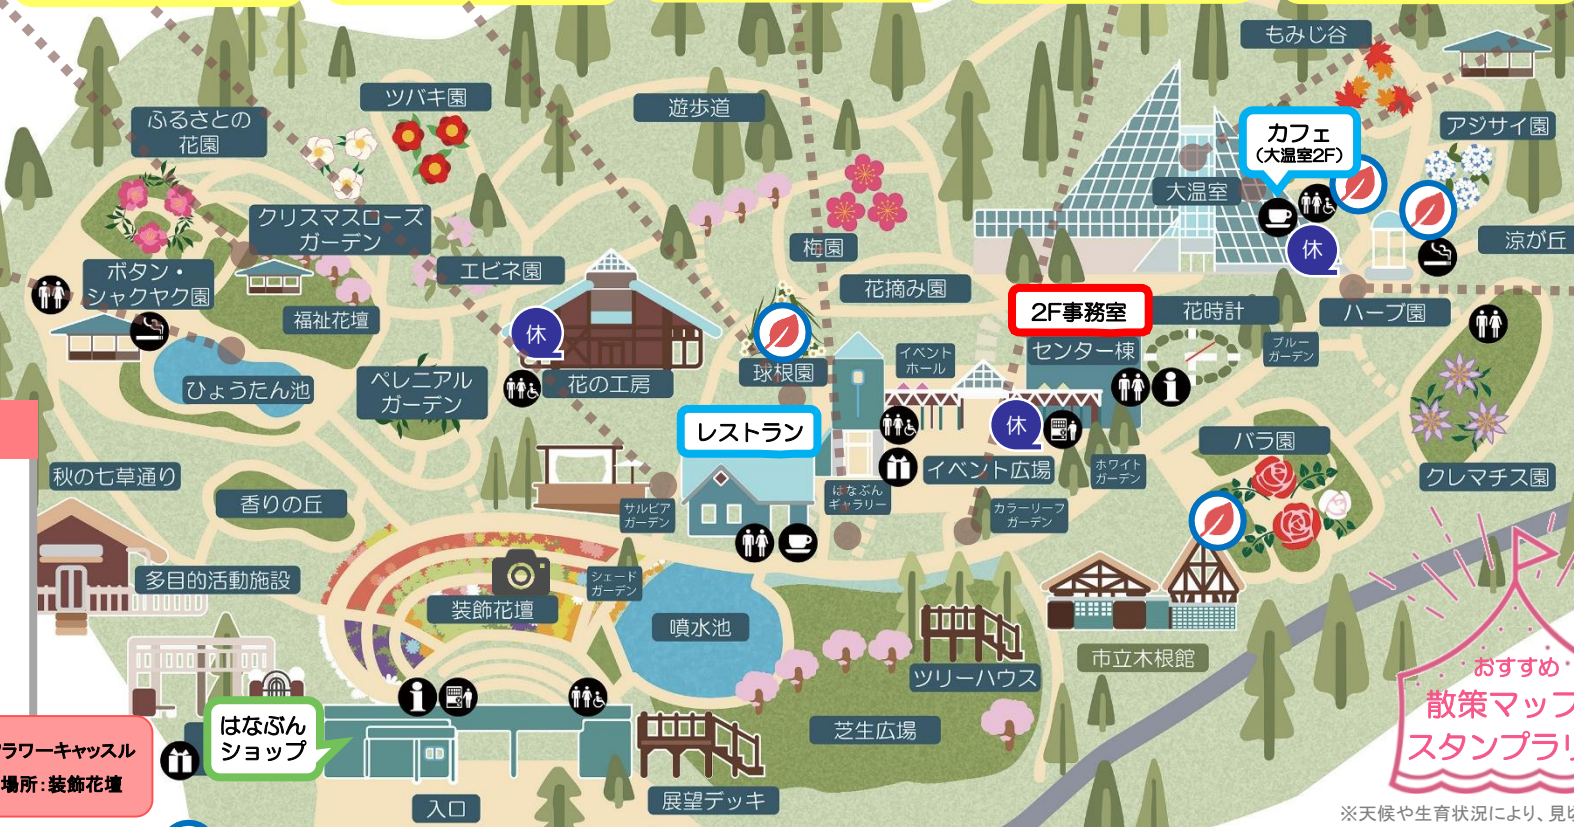 もみじ谷
ツバキ園
遊歩道
ふるさとの
花園
カフェ
(大温室2F)
アジサイ園
大温室
クリスマスローズ
ガーデン
梅園
涼が丘
エビネ園
ボタン・
シャクヤク園
花摘み園
休
福祉花壇
2F事務室
花時計
ハーブ園
休
センター棟
イベント
ホール
ブルー
ガーデン
ひょうたん池
ペレニアル
ガーデン
花の工房
球根園
レストラン
休
バラ園
秋の七草通り
イベント広場
ホワイト
ガーデン
クレマチス園
香りの丘
サルビア
ガーデン
はなぶん
ギャラリー
カラーリーフ
ガーデン
多目的活動施設
シェード
ガーデン
装飾花壇
噴水池
市立木根館
ツリーハウス
おすすめ
散策マップ
スタンプラリ
はなぶん
ショップ
芝生広場
ラワーキャッスル
場所:装飾花壇
展望デッキ
入口
※天候や生育状況により、見